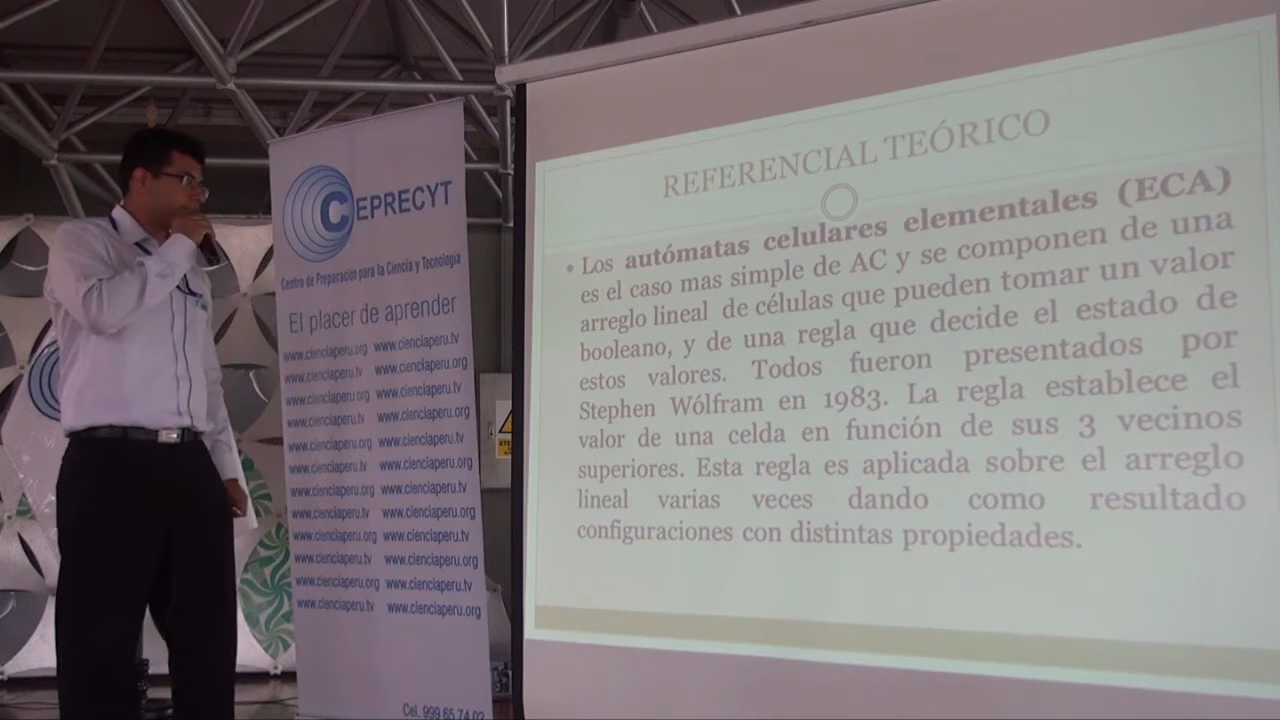 CEPRECYT
Centro de Preparación para la Ciencia y Tecnología
El placer de aprender
www.cienciaperu.org www.cienciaperu.tv
www.cienciaperu.tv www.cienciaperu.org
www.cienciaperu.org www.cienciaperu.tv
www.cienciaperu.tv www.cienciaperu.org
www.cienciaperu.org www.cienciaperu.tv
www.cienciaperu.tv www.cienciaperu.org
www.cienciaperu.org www.cienciaperu.tv
www.cienciaperu.tv www.cienciaperu.org
www.cienciaperu.org www.cienciaperu.tv
www.cienciaperu.tv www.cienciaperu.org
www.cienciaperu.org www.cienciaperu.tv
www.cienciaperu.tv www.cienciaperu.org
Cel. 999 65 74 02
REFERENCIAL TEÓRICO
• Los autómatas celulares elementales (ECA)
es el caso mas simple de AC y se componen de una
arreglo lineal de células que pueden tomar un valor
booleano, y de una regla que decide el estado de
estos valores. Todos fueron presentados por
Stephen Wólfram en 1983. La regla establece el
valor de una celda en función de sus 3 vecinos
superiores. Esta regla es aplicada sobre el arreglo
lineal varias veces dando como resultado
configuraciones con distintas propiedades.